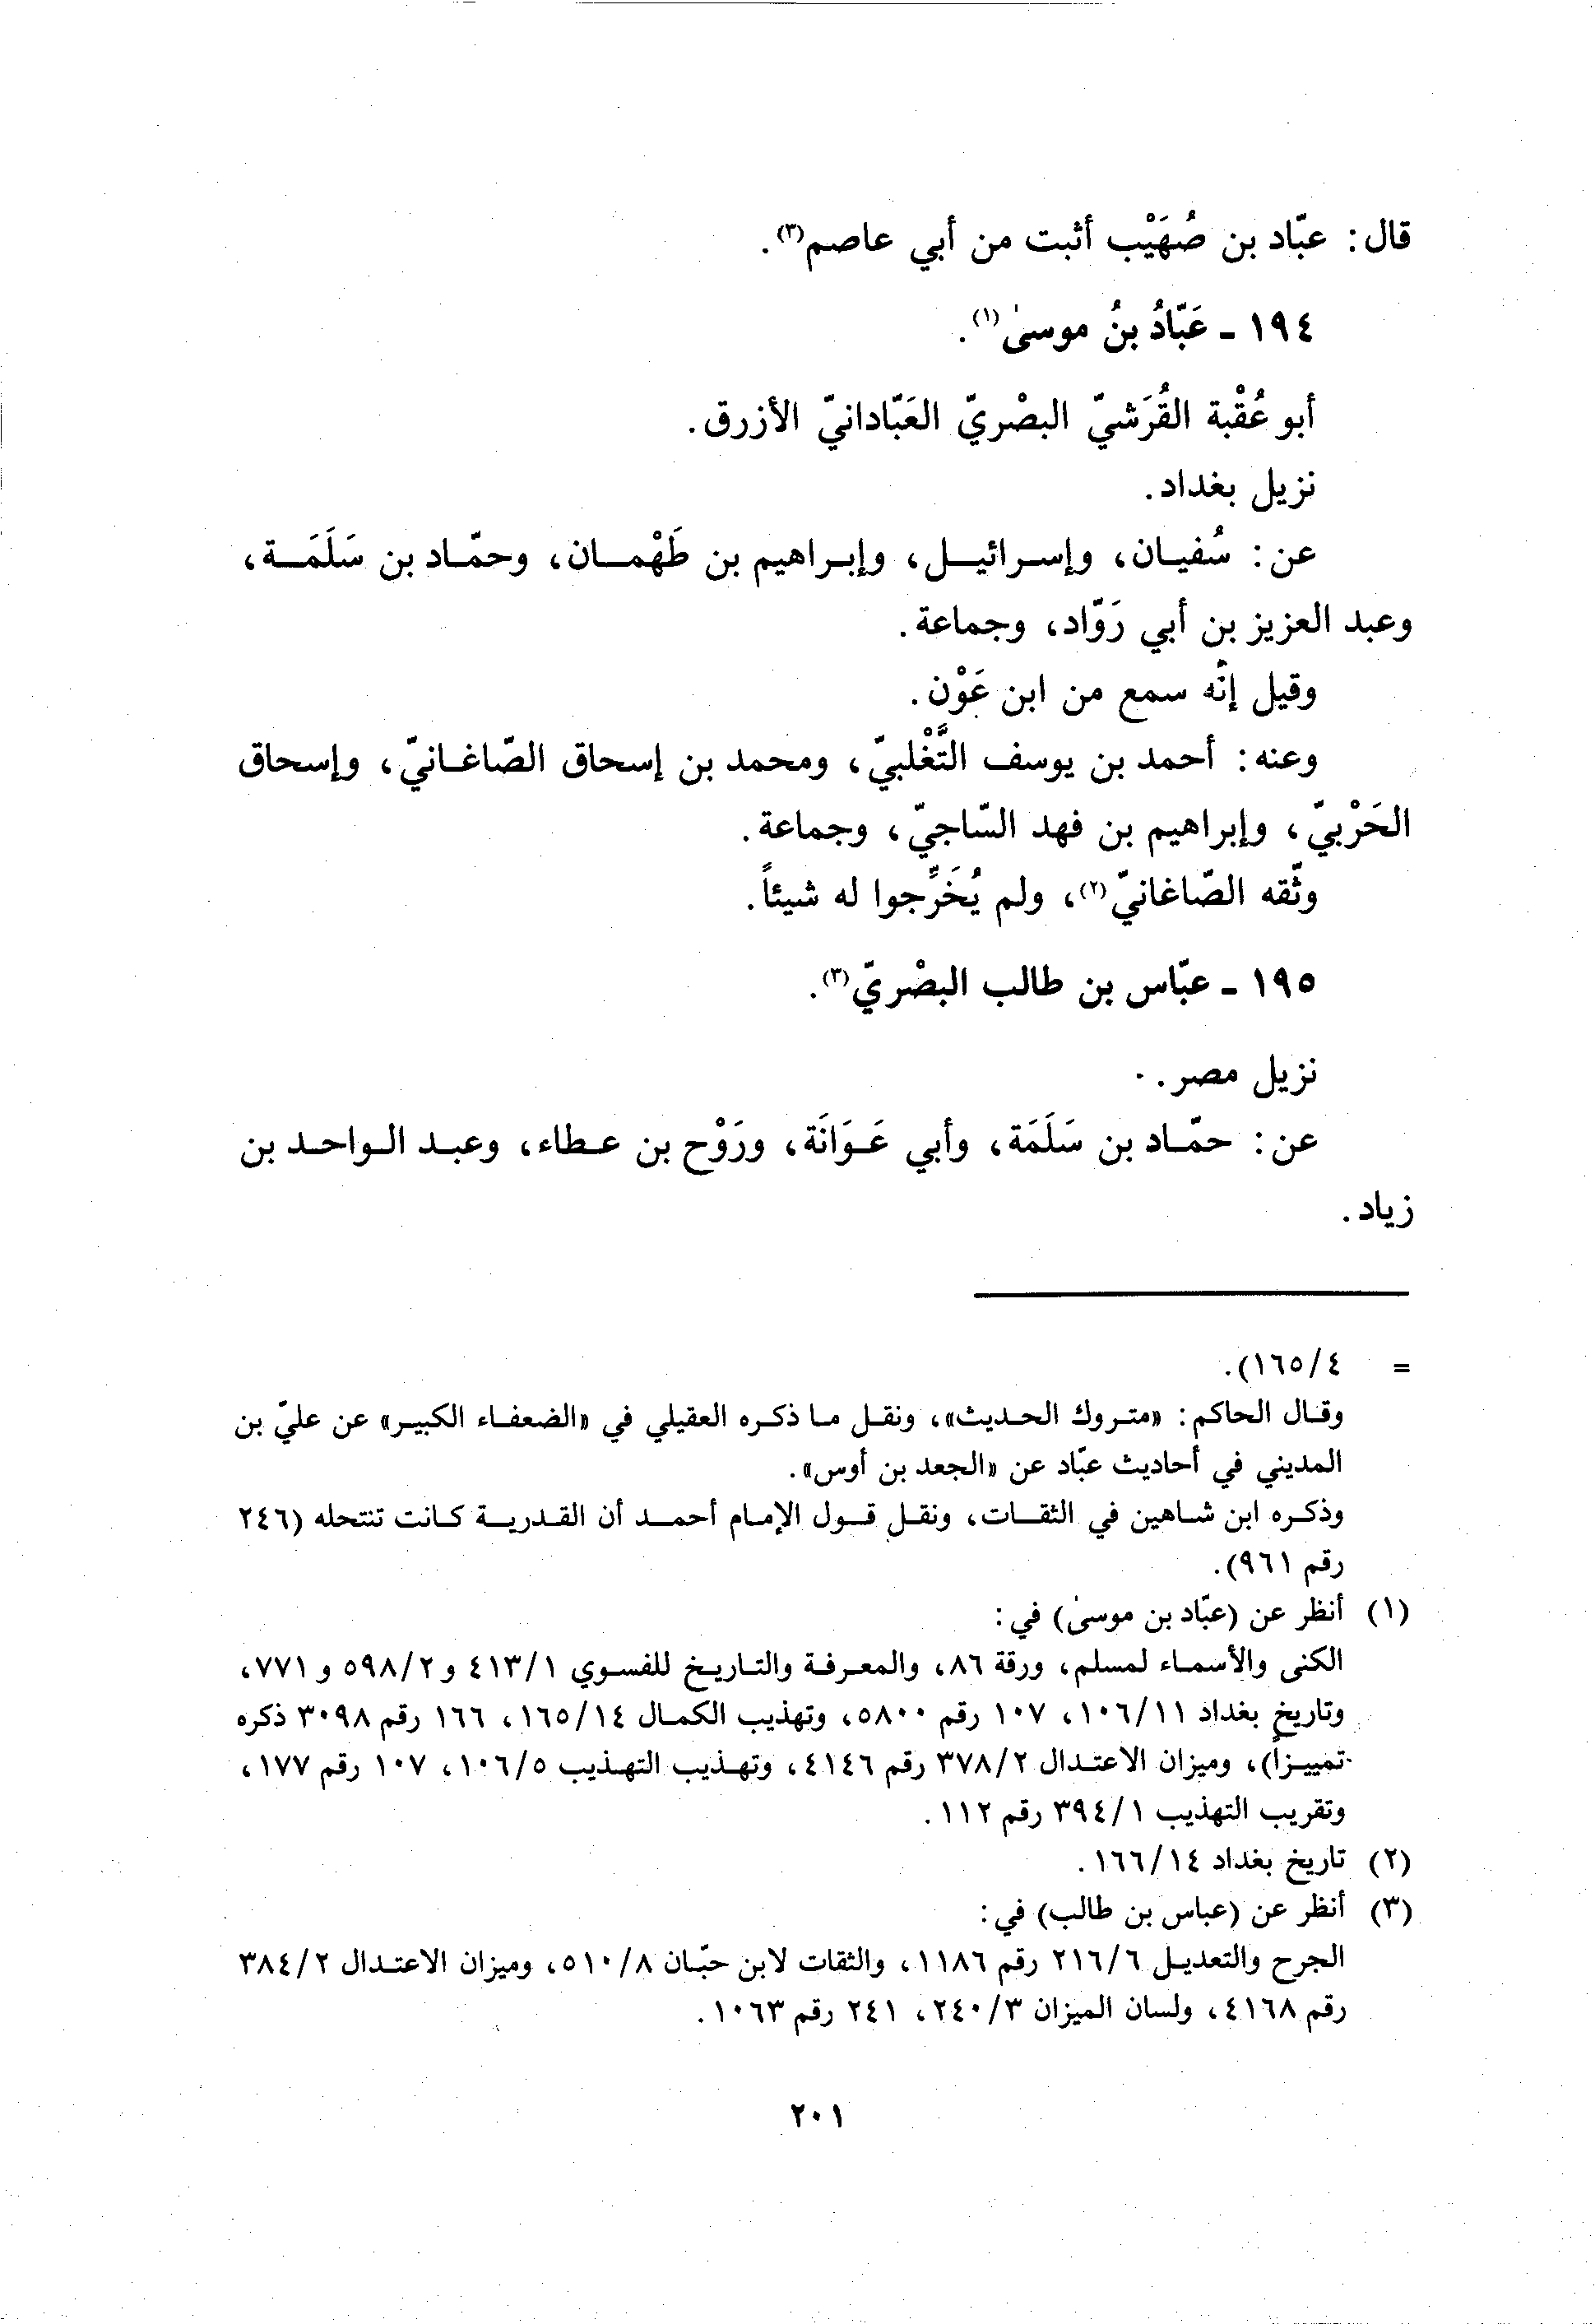 قال: عبّاد بن صُهَيْب أثبت من أبي عاصم(٣).
١٩٤ ـ عَبّادُ بنُ موسىٰ(١).
أبو عُقْبة القُرَشيّ البصْريّ العَبّادانيّ الأزرق.
نزيل بغداد.
عن: سُفيان، وإسرائيل، وإبراهيم بن طَهْمان، وحمّاد بن سَلَمَة،
وعبد العزيز بن أبي رَوّاد، وجماعة.
وقيل إنّه سمع من ابن عَوْن.
وعنه: أحمد بن يوسف التَّغْلبيّ، ومحمد بن إسحاق الصّاغانيّ، وإسحاق
الحَرْبيّ، وإبراهيم بن فهد السّاجيّ، وجماعة.
وثّقه الصّاغانيّ(٢)، ولم يُخَرِّجوا له شيئاً.
١٩٥ ـ عبّاس بن طالب البصْريّ(٣).
نزيل مصر.
عن: حمّاد بن سَلَمَة، وأبي عَوَانَة، ورَوْح بن عطاء، وعبد الواحد بن
زياد.
= ٤/١٦٥).
وقال الحاكم: «متروك الحديث»، ونقل ما ذكره العقيلي في «الضعفاء الكبير» عن عليّ بن
المديني في أحاديث عبّاد عن «الجعد بن أوس».
وذكره ابن شاهين في الثقات، ونقل قول الإمام أحمد أن القدرية كانت تنتحله (٢٤٦
رقم ٩٦١).
(١) أنظر عن (عبّاد بن موسىٰ) في:
الكنى والأسماء لمسلم، ورقة ٨٦، والمعرفة والتاريخ للفسوي ١/٤١٣ و٢/٥٩٨ و ٧٧١،
وتاريخ بغداد ١١/١٠٦، ١٠٧ رقم ٥٨٠٠، وتهذيب الكمال ١٤/١٦٥، ١٦٦ رقم ٣٠٩٨ ذكره
تمييزاً)، وميزان الاعتدال ٢/٣٧٨ رقم ٤١٤٦، وتهذيب التهذيب ٥/١٠٦، ١٠٧ رقم ١٧٧،
وتقريب التهذيب ١/٣٩٤ رقم ١١٢.
(٢) تاريخ بغداد ١٤/١٦٦.
(٣) أنظر عن (عباس بن طالب) في:
الجرح والتعديل ٦/٢١٦ رقم ١١٨٦، والثقات لابن حبّان ٨/٥١٠، وميزان الاعتدال ٢/٣٨٤
رقم ٤١٦٨، ولسان الميزان ٣/٢٤٠، ٢٤١ رقم ١٠٦٣.
٢٠١